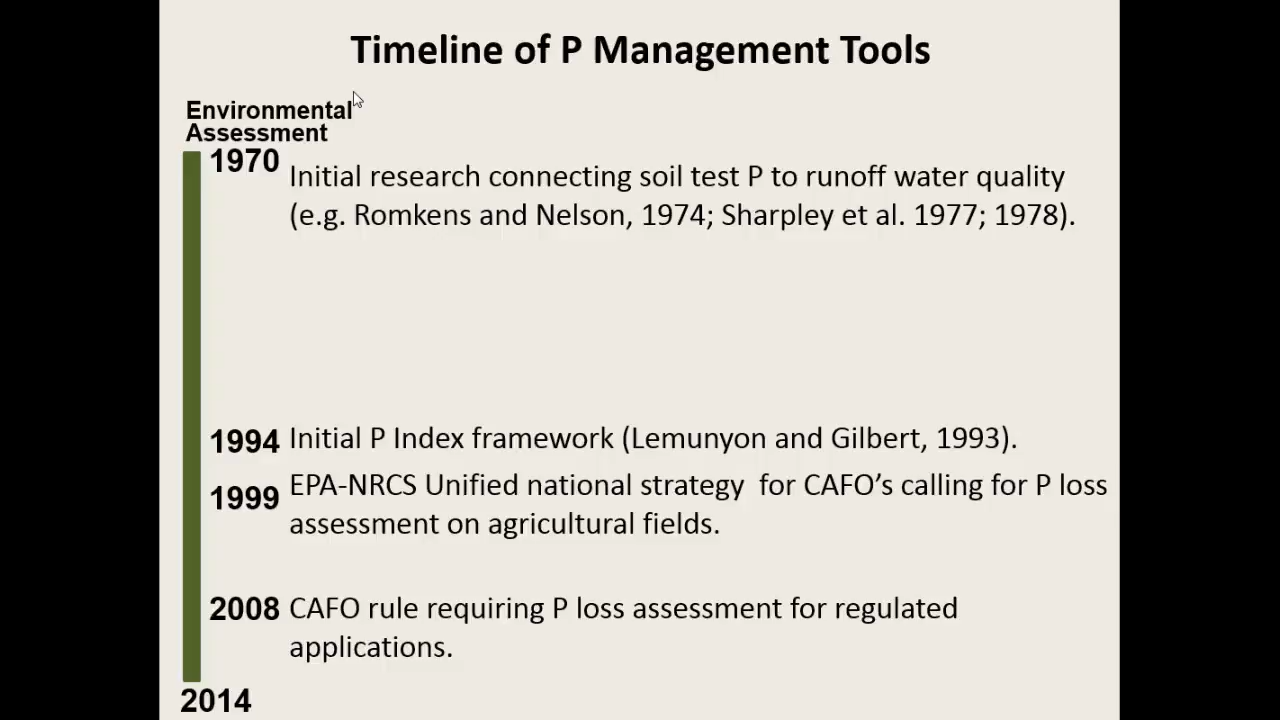 Timeline of P Management Tools
Environmental
Assessment
1970
Initial research connecting soil test P to runoff water quality
(e.g. Romkens and Nelson, 1974; Sharpley et al. 1977; 1978).
1994 Initial P Index framework (Lemunyon and Gilbert, 1993).
1999 EPA-NRCS Unified national strategy  for CAFO’s calling for P loss
assessment on agricultural fields.
2008 CAFO rule requiring P loss assessment for regulated
applications.
2014